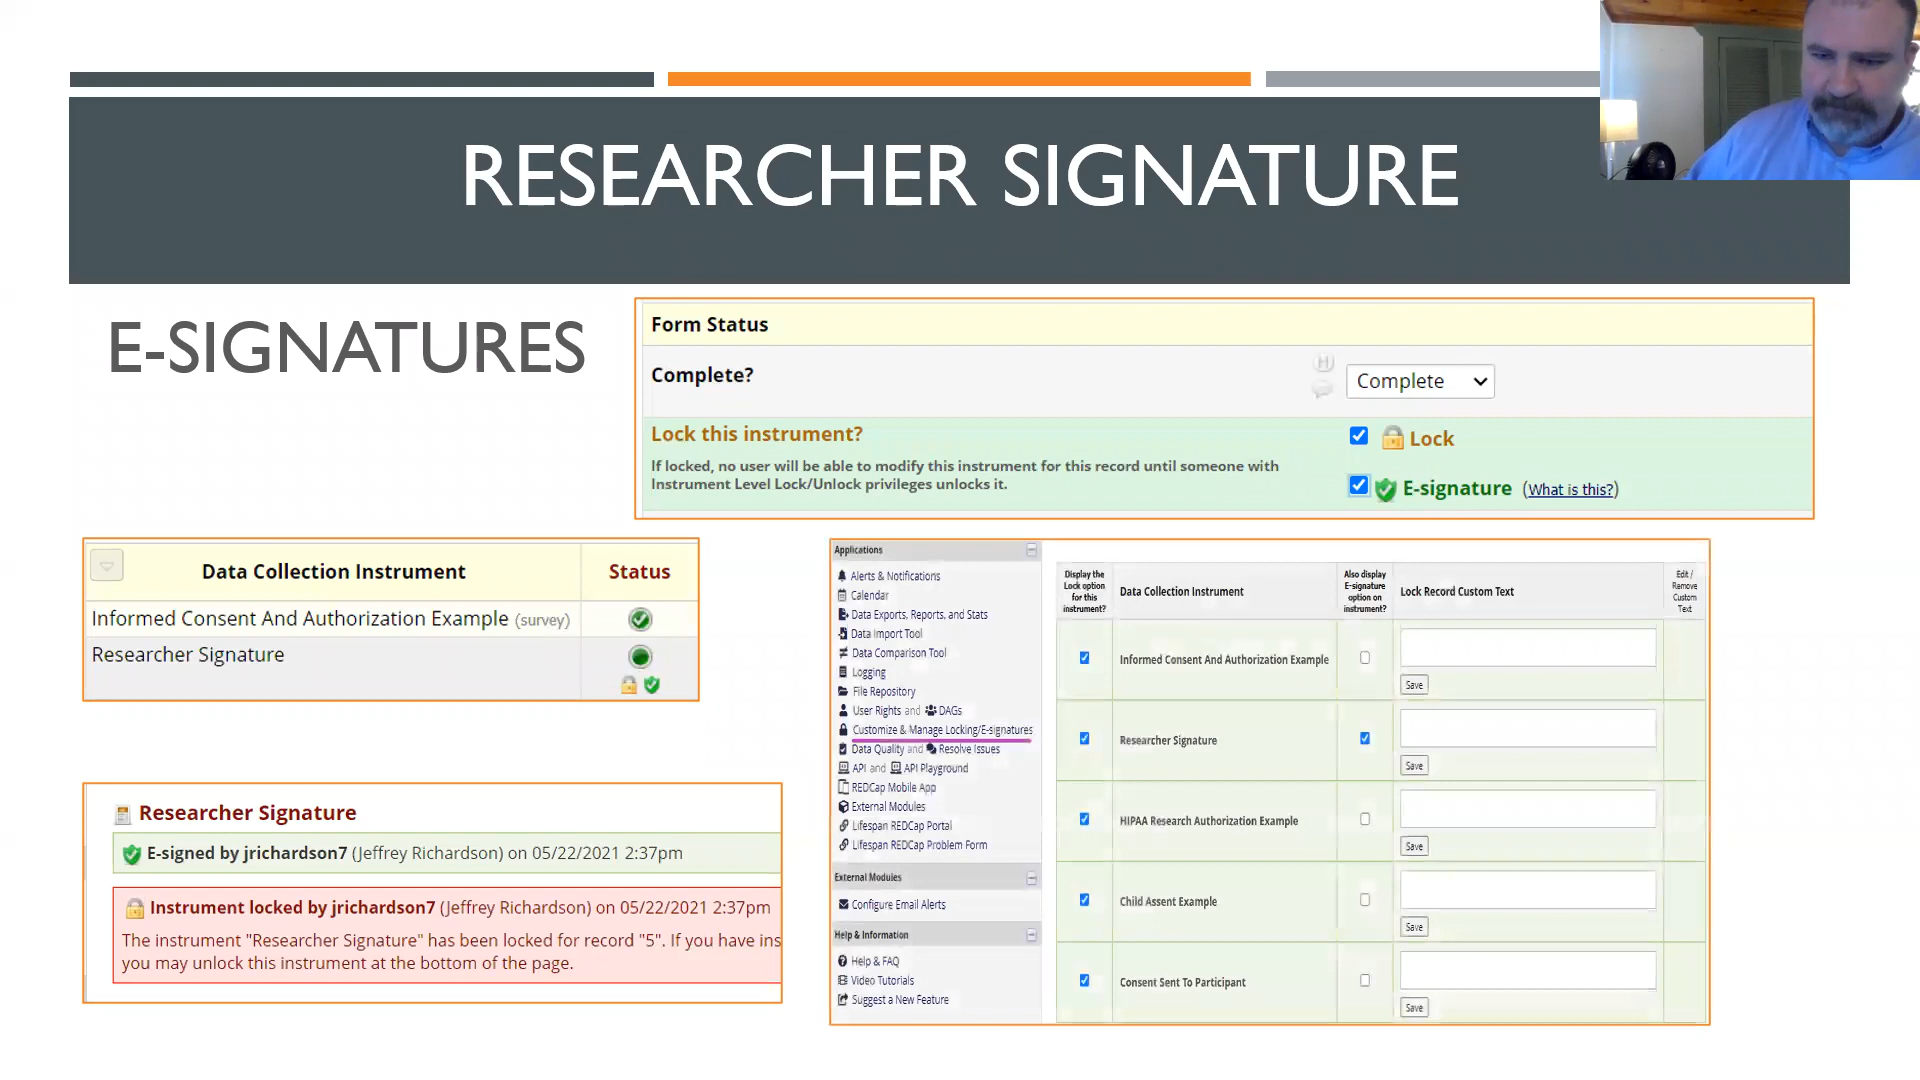 RESEARCHER SIGNATURE
E-SIGNATURES
Form Status
Complete?
H
Complete
Lock this instrument?
Lock
If locked, no user will be able to modify this instrument for this record until someone with
Instrument Level Lock/Unlock privileges unlocks it.
E-signature (What is this?)
Data Collection Instrument Status
Informed Consent And Authorization Example (survey)
Researcher Signature
Researcher Signature
E-signed by jrichardson7 (Jeffrey Richardson) on 05/22/2021 2:37pm
Instrument locked by jrichardson7 (Jeffrey Richardson) on 05/22/2021 2:37pm
The instrument "Researcher Signature" has been locked for record "5". If you have ins
you may unlock this instrument at the bottom of the page.
Applications
Alerts & Notifications
Calendar
Data Exports, Reports, and Stats
Data Import Tool
Data Comparison Tool
Logging
File Repository
User Rights and DAGs
Customize & Manage Locking/E-signatures
Data Quality and Resolve Issues
API and API Playground
REDCap Mobile App
External Modules
Lifespan REDCap Portal
Lifespan REDCap Problem Form
External Modules
Configure Email Alerts
Help & Information
Help & FAQ
Video Tutorials
Suggest a New Feature
Display the
Lock option
for this
instrument?
Data Collection Instrument
Also display
E-signature
option on
instrument?
Lock Record Custom Text
Edit /
Remove
Custom
Text
Informed Consent And Authorization Example
Save
Researcher Signature
Save
HIPAA Research Authorization Example
Save
Child Assent Example
Save
Consent Sent To Participant
Save